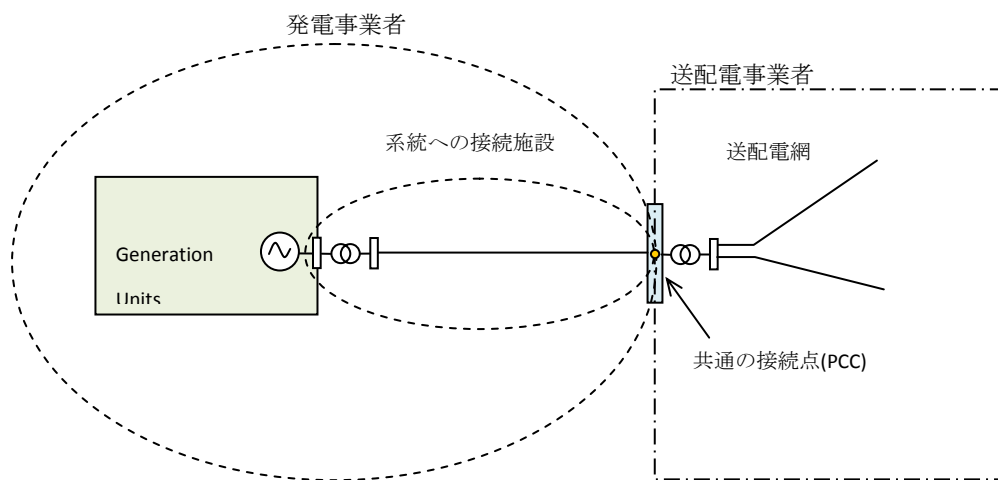 発電事業者
送配電事業者
系統への接続施設
送配電網
Generation
Units
共通の接続点(PCC)